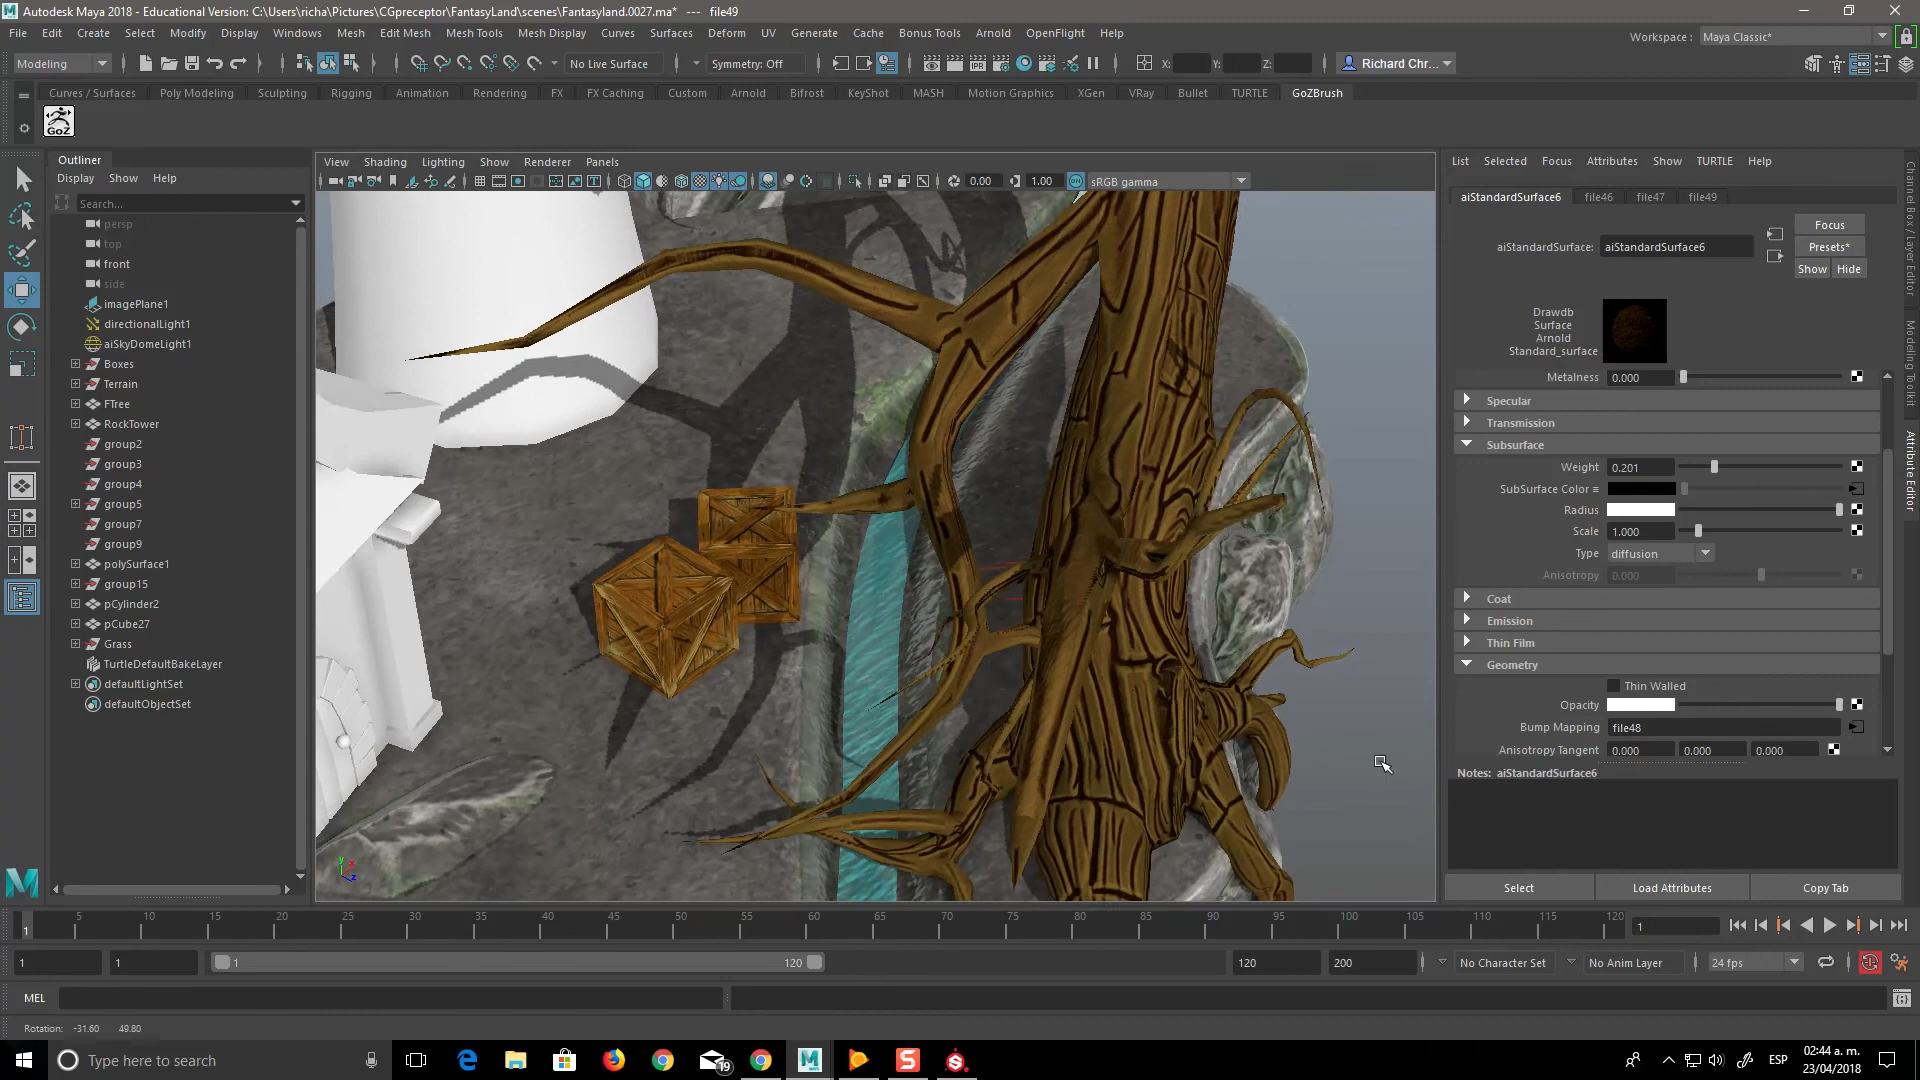 Autodesk Maya 2018 - Educational Version: C:\Users\richa\Pictures\CGpreceptor\FantasyLand\scenes\Fantasyland.0027.ma* --- file49
File Edit Create Select Modify Display Windows Mesh Edit Mesh Mesh Tools Mesh Display Curves Surfaces Deform UV Generate Cache Bonus Tools Arnold OpenFlight Help
Workspace : Maya Classic*
Modeling No Live Surface Symmetry: Off X: Y: Z: Richard Chr...
Curves / Surfaces Poly Modeling Sculpting Rigging Animation Rendering FX FX Caching Custom Arnold Bifrost KeyShot MASH Motion Graphics XGen VRay Bullet TURTLE GoZBrush
GoZ
Outliner
Display Show Help
Search...
persp
top
front
side
imagePlane1
directionalLight1
aiSkyDomeLight1
Boxes
Terrain
FTree
RockTower
group2
group3
group4
group5
group7
group9
polySurface1
group15
pCylinder2
pCube27
Grass
TurtleDefaultBakeLayer
defaultLightSet
defaultObjectSet
View Shading Lighting Show Renderer Panels
0.00 1.00 sRGB gamma
List Selected Focus Attributes Show TURTLE Help
aiStandardSurface6 file46 file47 file49
Focus
aiStandardSurface: aiStandardSurface6 Presets*
Show Hide
Drawdb
Surface
Arnold
Standard_surface
Metalness 0.000
Specular
Transmission
Subsurface
Weight 0.201
SubSurface Color =
Radius
Scale 1.000
Type diffusion
Anisotropy 0.000
Coat
Emission
Thin Film
Geometry
Thin Walled
Opacity
Bump Mapping file48
Anisotropy Tangent 0.000 0.000 0.000
Notes: aiStandardSurface6
Select Load Attributes Copy Tab
Channel Box / Layer Editor
Modeling Toolkit
Attribute Editor
y x z
5 10 15 20 25 30 35 40 45 50 55 60 65 70 75 80 85 90 95 100 105 110 115 120
1 1
1 1 1 120 120 200 No Character Set No Anim Layer 24 fps
MEL
Rotation: -31.60 49.80
Type here to search 19 ESP 02:44 a. m.
23/04/2018